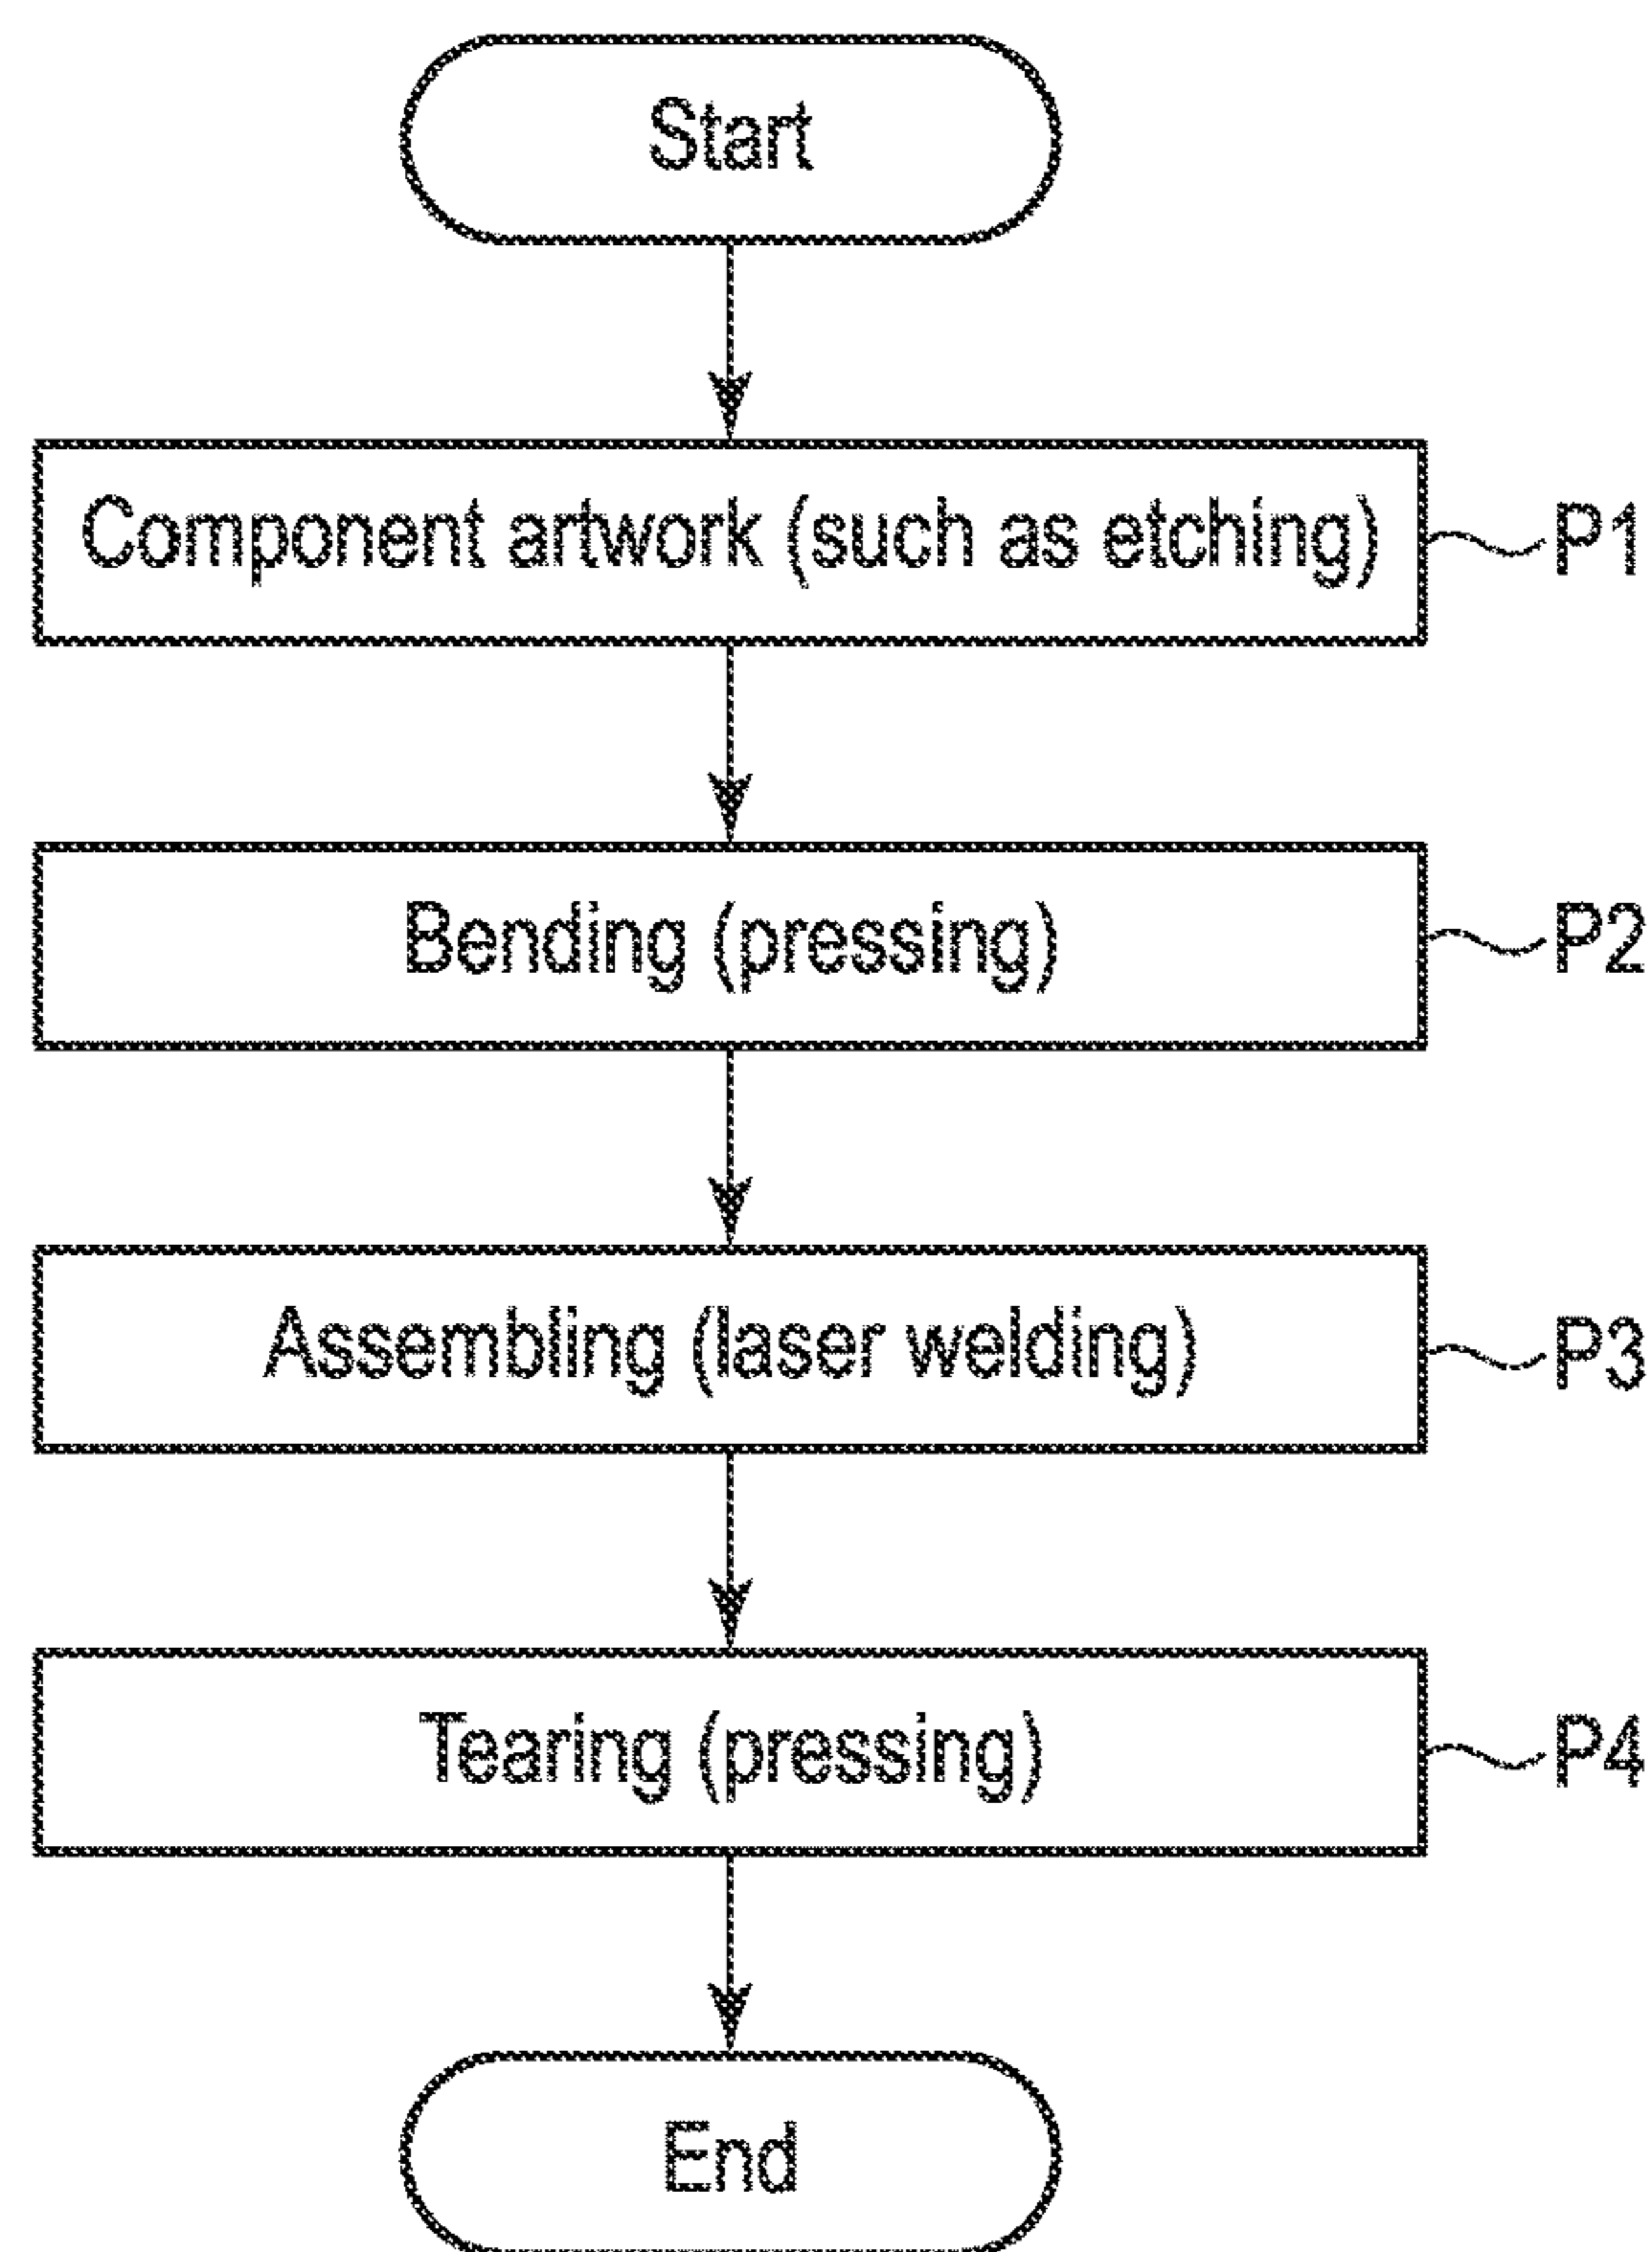 Start
Component artwork (such as etching) P1
Bending (pressing) P2
Assembling (laser welding) P3
Tearing (pressing) P4
End